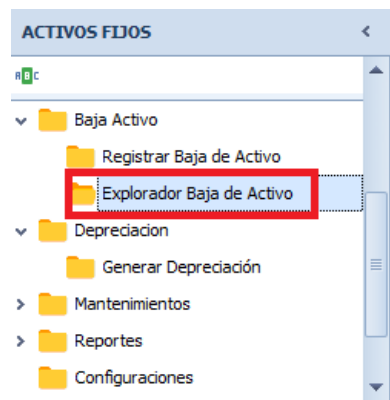 ACTIVOS FIJOS
ABC
Baja Activo
Registrar Baja de Activo
Explorador Baja de Activo
Depreciacion
Generar Depreciación
Mantenimientos
Reportes
Configuraciones